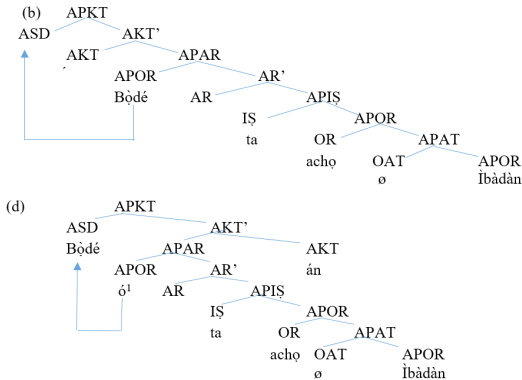 (b) APKT
ASD AKT’
AKT APAR
´
APOR AR’
Bọ̀dé AR APIṢ
IṢ APOR
ta OR APAT
achọ OAT APOR
ø Ìbàdàn
(d) APKT
ASD AKT’
Bọ̀dé APAR AKT
APOR AR’ án
ó¹ AR APIṢ
IṢ APOR
ta OR APAT
achọ OAT APOR
ø Ìbàdàn